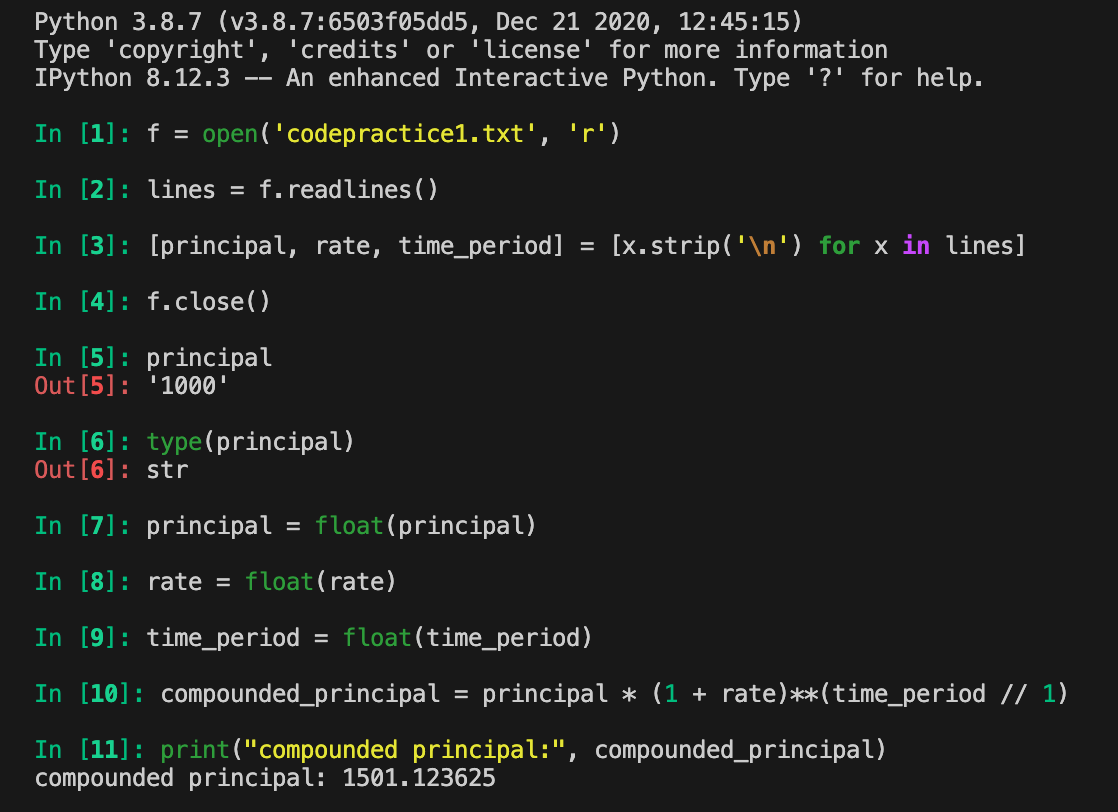 Python 3.8.7 (v3.8.7:6503f05dd5, Dec 21 2020, 12:45:15)
Type 'copyright', 'credits' or 'license' for more information
IPython 8.12.3 -- An enhanced Interactive Python. Type '?' for help.
In [1]: f = open('codepractice1.txt', 'r')
In [2]: lines = f.readlines()
In [3]: [principal, rate, time_period] = [x.strip('\n') for x in lines]
In [4]: f.close()
In [5]: principal
Out[5]: '1000'
In [6]: type(principal)
Out[6]: str
In [7]: principal = float(principal)
In [8]: rate = float(rate)
In [9]: time_period = float(time_period)
In [10]: compounded_principal = principal * (1 + rate)**(time_period // 1)
In [11]: print("compounded principal:", compounded_principal)
compounded principal: 1501.123625